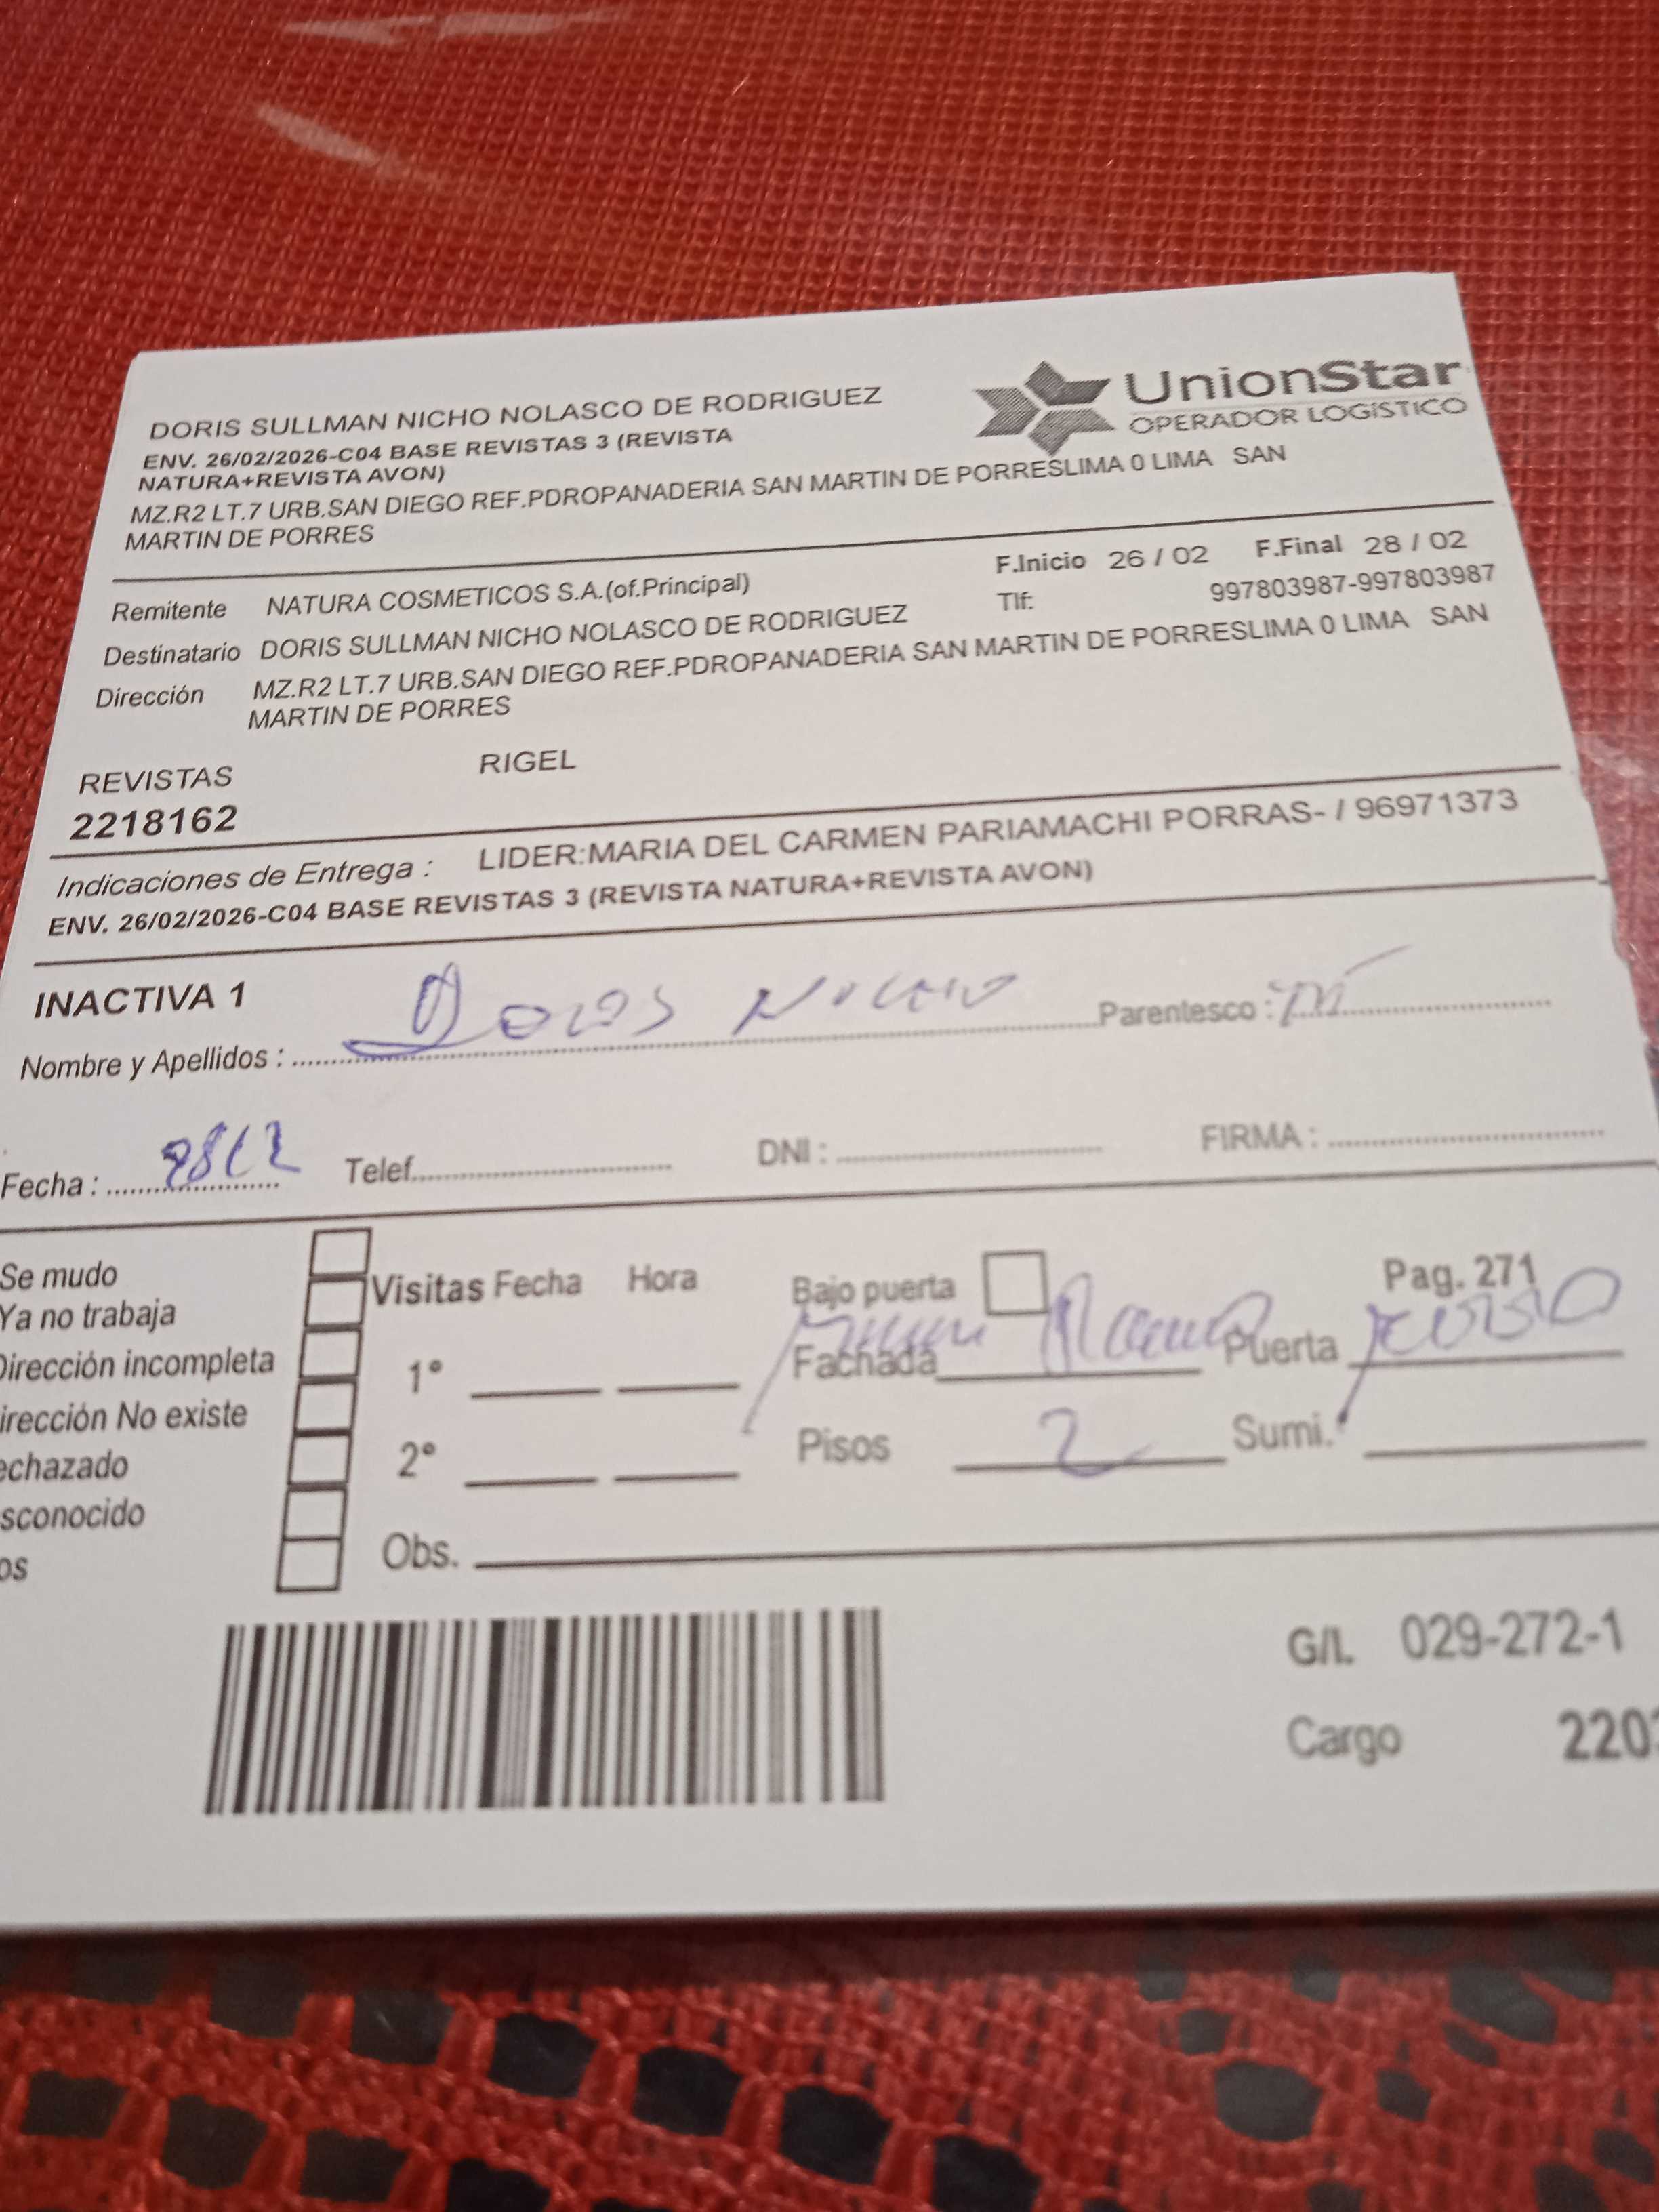 DORIS SULLMAN NICHO NOLASCO DE RODRIGUEZ
UnionStar
OPERADOR LOGÍSTICO
ENV. 26/02/2026-C04 BASE REVISTAS 3 (REVISTA
NATURA+REVISTA AVON)
MZ.R2 LT.7 URB.SAN DIEGO REF.PDROPANADERIA SAN MARTIN DE PORRESLIMA 0 LIMA SAN
MARTIN DE PORRES
F.Inicio 26 / 02 F.Final 28 / 02
Remitente NATURA COSMETICOS S.A.(of.Principal)
Tlf: 997803987-997803987
Destinatario DORIS SULLMAN NICHO NOLASCO DE RODRIGUEZ
Dirección MZ.R2 LT.7 URB.SAN DIEGO REF.PDROPANADERIA SAN MARTIN DE PORRESLIMA 0 LIMA SAN
MARTIN DE PORRES
REVISTAS RIGEL
2218162
Indicaciones de Entrega : LIDER:MARIA DEL CARMEN PARIAMACHI PORRAS- / 96971373
ENV. 26/02/2026-C04 BASE REVISTAS 3 (REVISTA NATURA+REVISTA AVON)
INACTIVA 1
Nombre y Apellidos : Parentesco :
Fecha : Telef. DNI : FIRMA :
Se mudo
Ya no trabaja
Dirección incompleta
irección No existe
echazado
sconocido
os
Visitas Fecha Hora
1°
2°
Obs.
Bajo puerta Pag. 271
Fachada Puerta
Pisos 2 Sumi.
G/L 029-272-1
Cargo 220